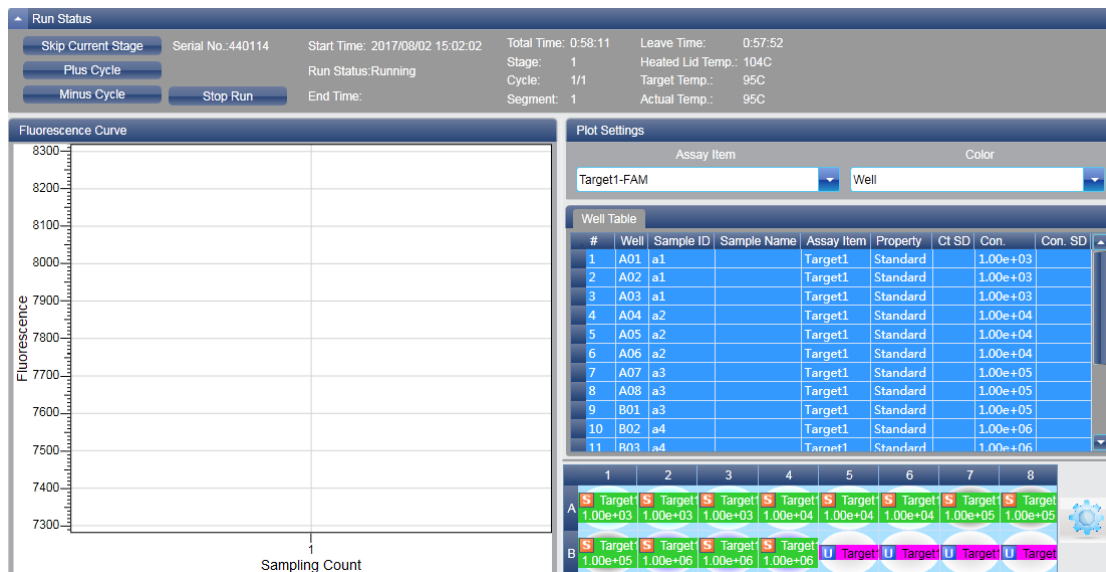 Run Status
Skip Current Stage Serial No.:440114 Start Time: 2017/08/02 15:02:02 Total Time: 0:58:11 Leave Time: 0:57:52
Stage: 1 Heated Lid Temp.: 104C
Plus Cycle Run Status:Running
Cycle: 1/1 Target Temp.: 95C
Minus Cycle Stop Run End Time: Segment: 1 Actual Temp.: 95C
Fluorescence Curve
8300
8200
8100
8000
7900
7800
7700
7600
7500
7400
7300
Fluorescence
1
Sampling Count
Plot Settings
Assay Item Color
Target1-FAM Well
Well Table
# Well Sample ID Sample Name Assay Item Property Ct SD Con. Con. SD
1 A01 a1 Target1 Standard 1.00e+03
2 A02 a1 Target1 Standard 1.00e+03
3 A03 a1 Target1 Standard 1.00e+03
4 A04 a2 Target1 Standard 1.00e+04
5 A05 a2 Target1 Standard 1.00e+04
6 A06 a2 Target1 Standard 1.00e+04
7 A07 a3 Target1 Standard 1.00e+05
8 A08 a3 Target1 Standard 1.00e+05
9 B01 a3 Target1 Standard 1.00e+05
10 B02 a4 Target1 Standard 1.00e+06
11 B03 a4 Target1 Standard 1.00e+06
1 2 3 4 5 6 7 8
A S Target1 S Target1 S Target1 S Target1 S Target1 S Target1 S Target1 S Target1
1.00e+03 1.00e+03 1.00e+03 1.00e+04 1.00e+04 1.00e+04 1.00e+05 1.00e+05
B S Target1 S Target1 S Target1 S Target1 U Target1 U Target1 U Target1 U Target
1.00e+05 1.00e+06 1.00e+06 1.00e+06